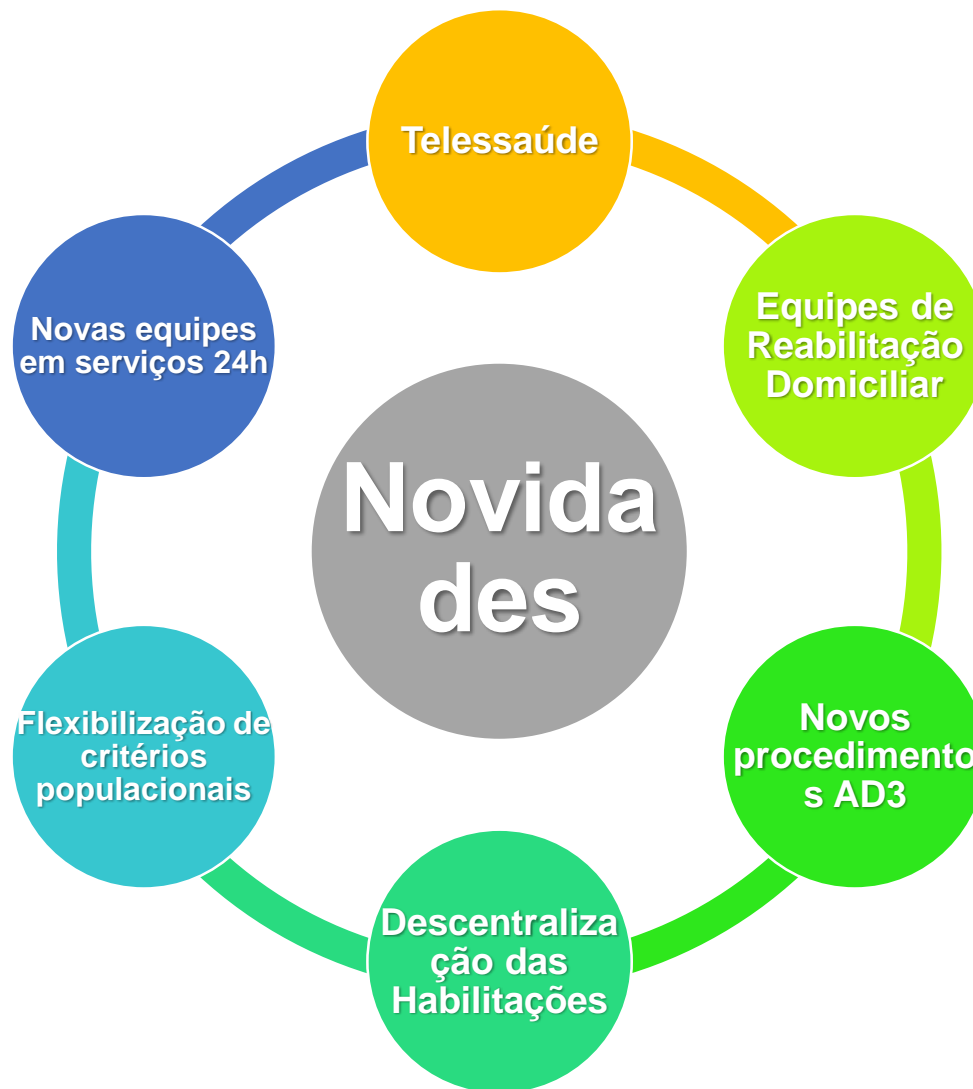 Telessaúde
Equipes de
Reabilitação
Domiciliar
Novos
procedimento
s AD3
Descentraliza
ção das
Habilitações
Flexibilização de
critérios
populacionais
Novas equipes
em serviços 24h
Novida
des